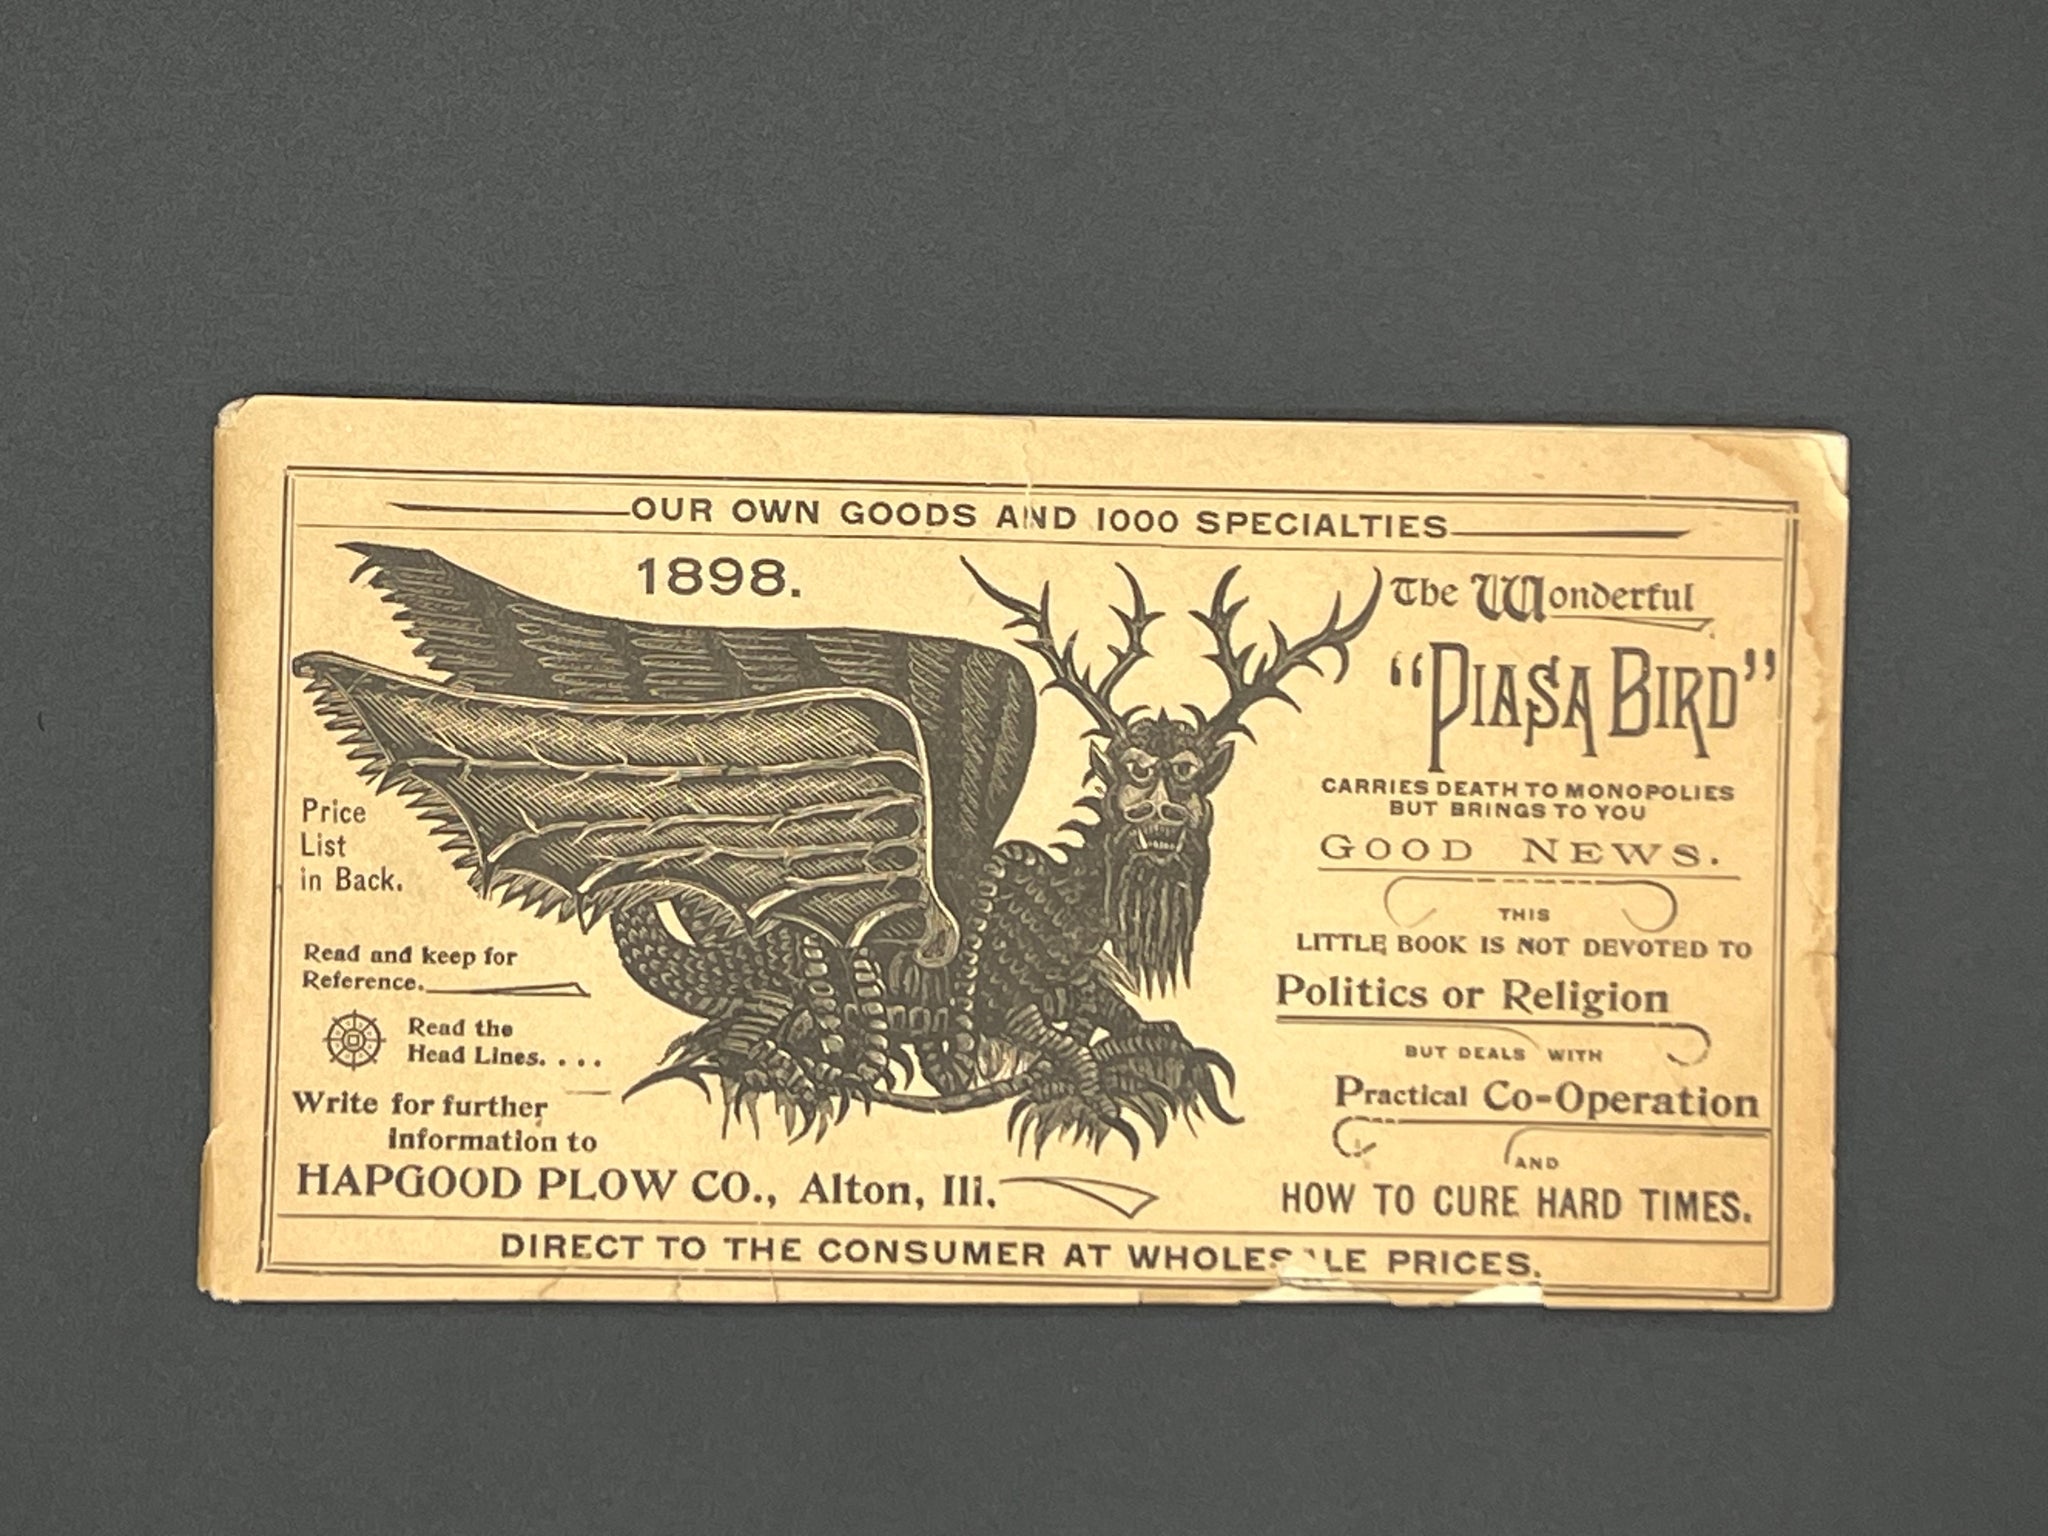 OUR OWN GOODS AND 1000 SPECIALTIES
1898.
The Wonderful
"PIASA BIRD"
CARRIES DEATH TO MONOPOLIES
BUT BRINGS TO YOU
GOOD NEWS.
THIS
LITTLE BOOK IS NOT DEVOTED TO
Politics or Religion
BUT DEALS WITH
Practical Co-Operation
AND
HOW TO CURE HARD TIMES.
Price
List
in Back.
Read and keep for
Reference.
Read the
Head Lines. . . .
Write for further
information to
HAPGOOD PLOW CO., Alton, Ill.
DIRECT TO THE CONSUMER AT WHOLESALE PRICES.